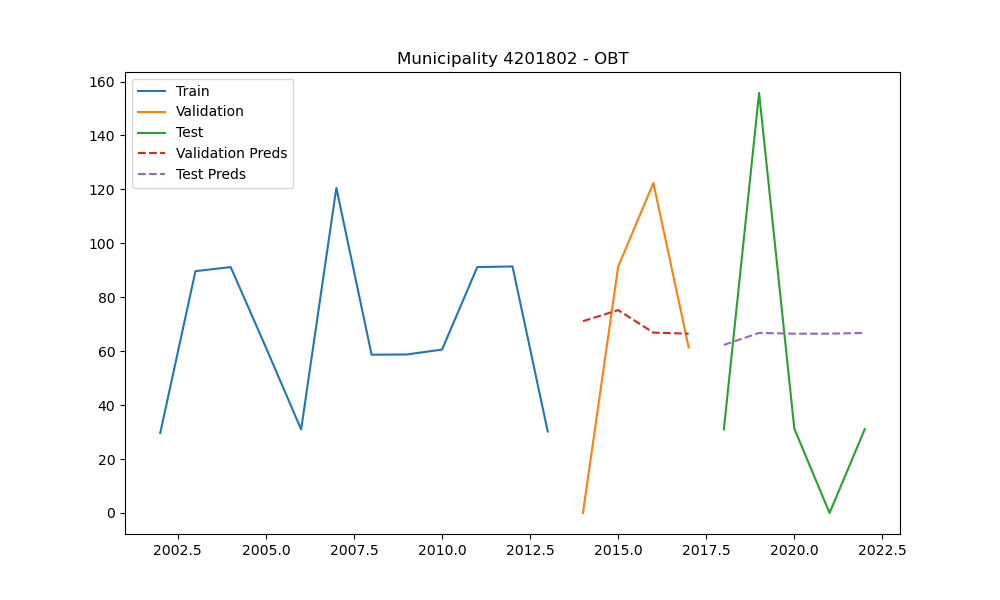 Municipality 4201802 - OBT
Train
Validation
Test
Validation Preds
Test Preds
160
140
120
100
80
60
40
20
0
2002.5 2005.0 2007.5 2010.0 2012.5 2015.0 2017.5 2020.0 2022.5